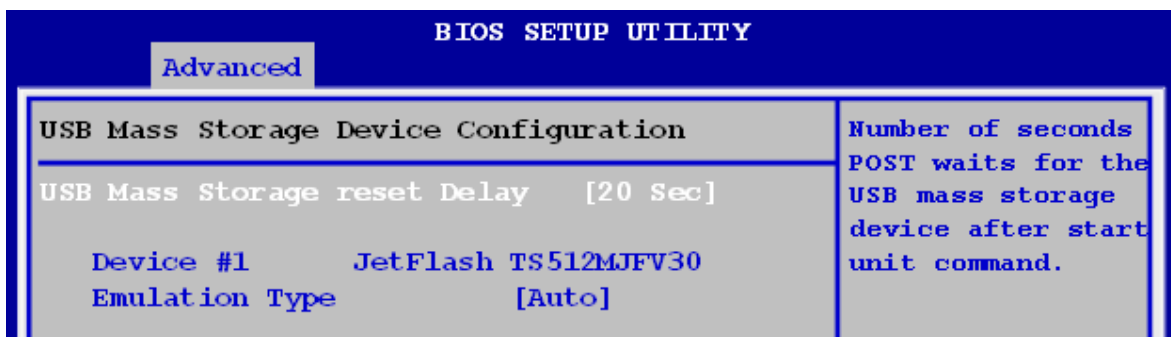 BIOS SETUP UTILITY
Advanced
USB Mass Storage Device Configuration
USB Mass Storage reset Delay [20 Sec]
Device #1 JetFlash TS512MJFV30
Emulation Type [Auto]
Number of seconds
POST waits for the
USB mass storage
device after start
unit command.